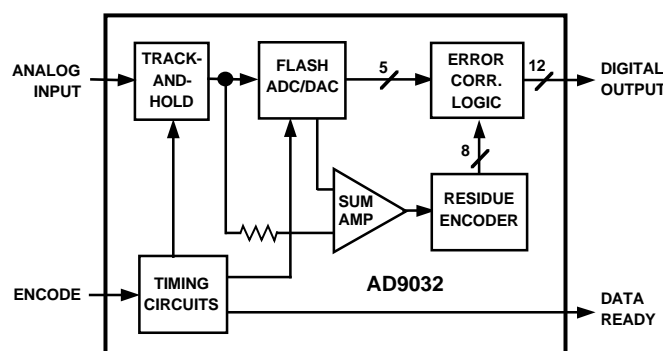 ANALOG
INPUT
TRACK-
AND-
HOLD
FLASH
ADC/DAC
5
ERROR
CORR.
LOGIC
12
DIGITAL
OUTPUT
8
SUM
AMP
RESIDUE
ENCODER
ENCODE
TIMING
CIRCUITS
AD9032
DATA
READY